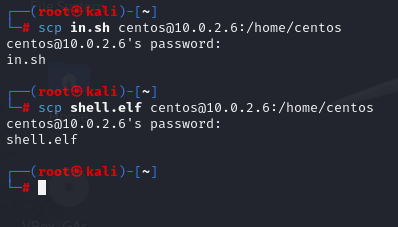 ┌──(root㉿kali)-[~]
└─# scp in.sh centos@10.0.2.6:/home/centos
centos@10.0.2.6's password:
in.sh
┌──(root㉿kali)-[~]
└─# scp shell.elf centos@10.0.2.6:/home/centos
centos@10.0.2.6's password:
shell.elf
┌──(root㉿kali)-[~]
└─#